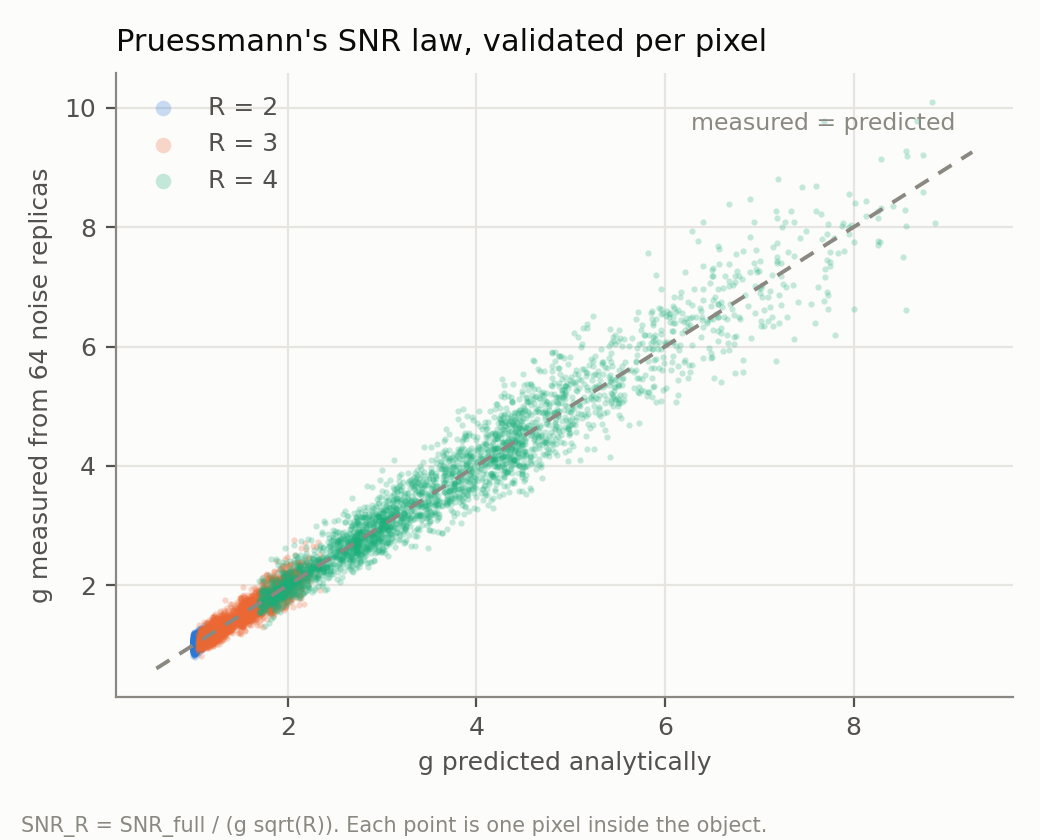 Pruessmann's SNR law, validated per pixel
R = 2
R = 3
R = 4
measured = predicted
10
8
6
4
2
g measured from 64 noise replicas
2 4 6 8
g predicted analytically
SNR_R = SNR_full / (g sqrt(R)). Each point is one pixel inside the object.